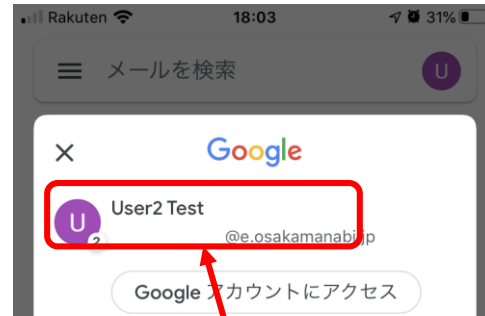 Rakuten 18:03 31%
メールを検索 U
× Google
User2 Test
U
2 @e.osakamanabi.jp
Google アカウントにアクセス